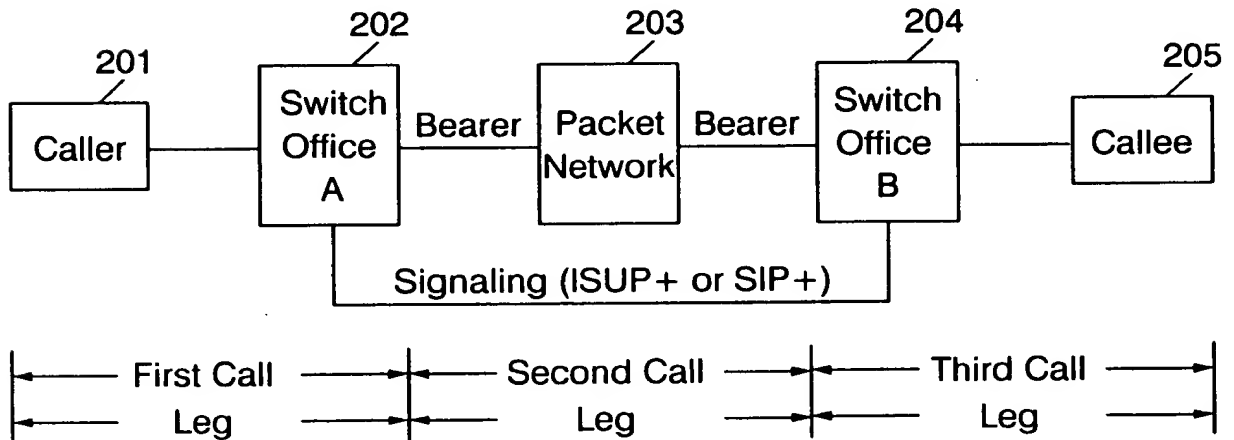 201
202
203
204
205
Caller
Switch
Office
A
Bearer
Packet
Network
Bearer
Switch
Office
B
Callee
Signaling (ISUP+ or SIP+)
First Call
Leg
Second Call
Leg
Third Call
Leg